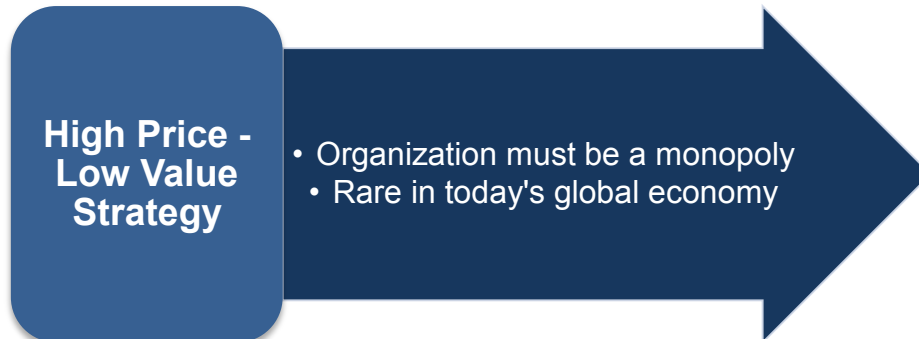 High Price -
Low Value
Strategy
• Organization must be a monopoly
• Rare in today's global economy